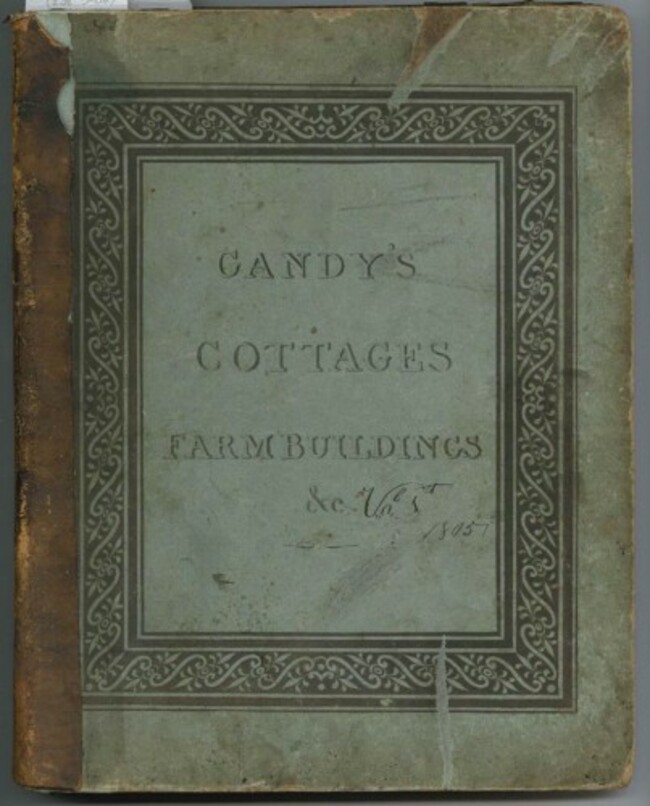 GANDY'S
COTTAGES
FARM BUILDINGS
&c. Vol 1st
1805